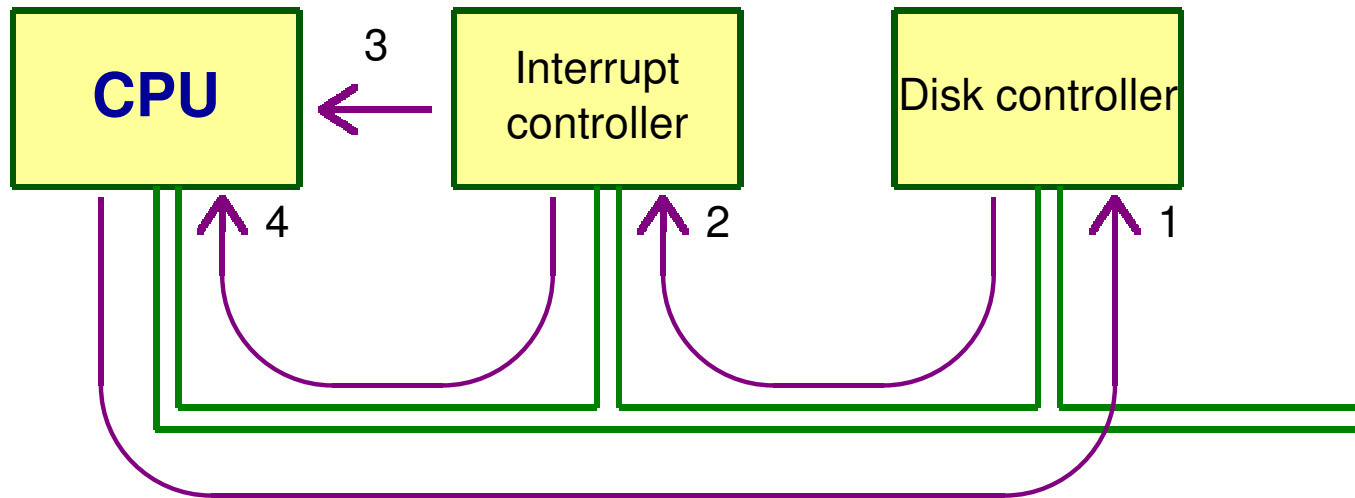 CPU
3
Interrupt
controller
Disk controller
4
2
1